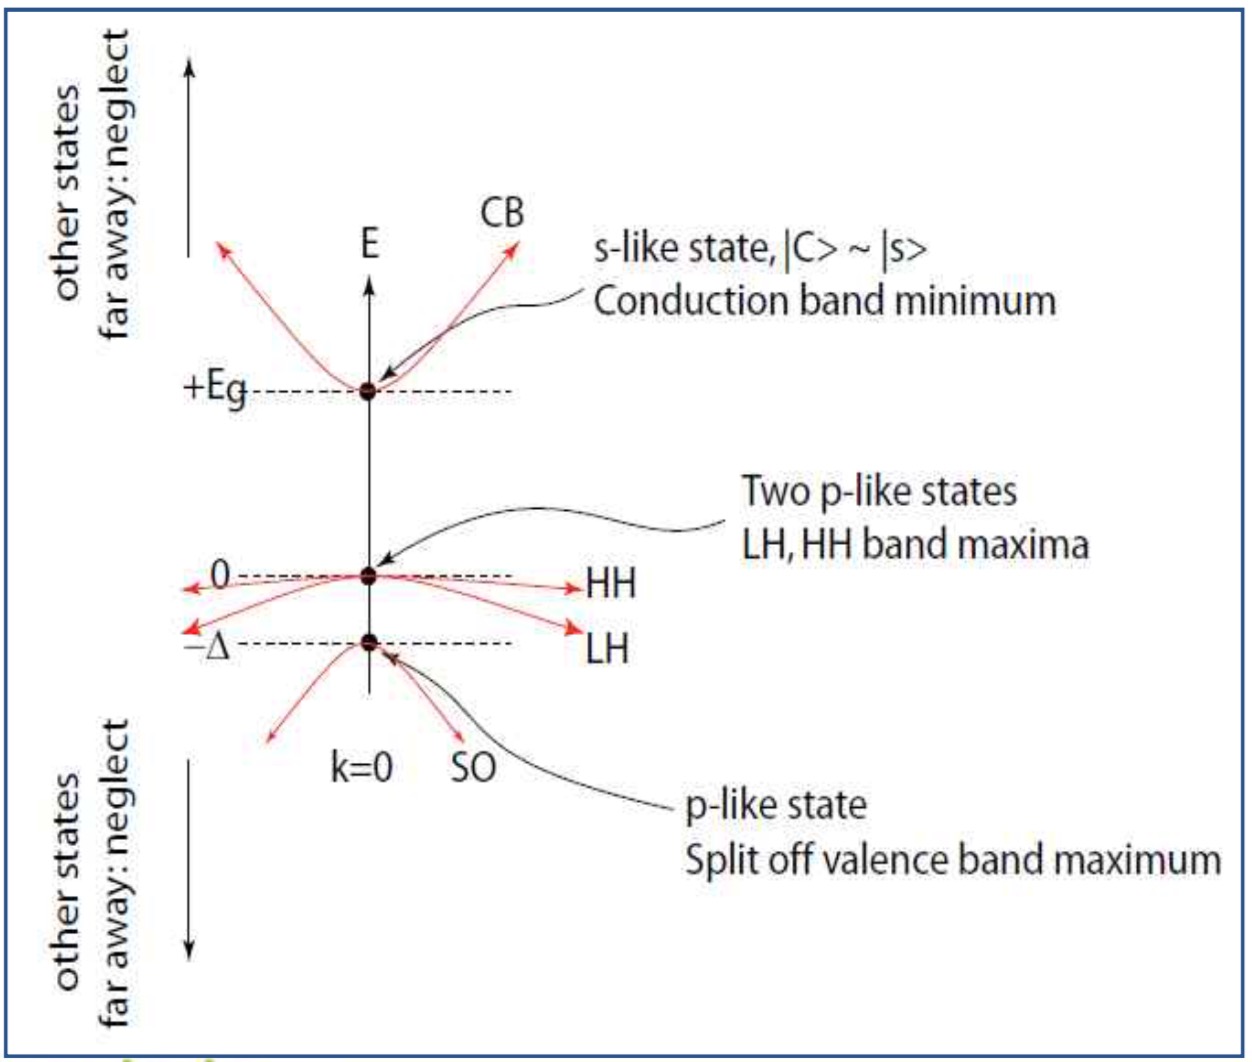 other states
far away: neglect
E
CB
s-like state, |C> ~ |s>
Conduction band minimum
+Eg
Two p-like states
LH, HH band maxima
0
HH
−Δ
LH
k=0
SO
p-like state
Split off valence band maximum
other states
far away: neglect